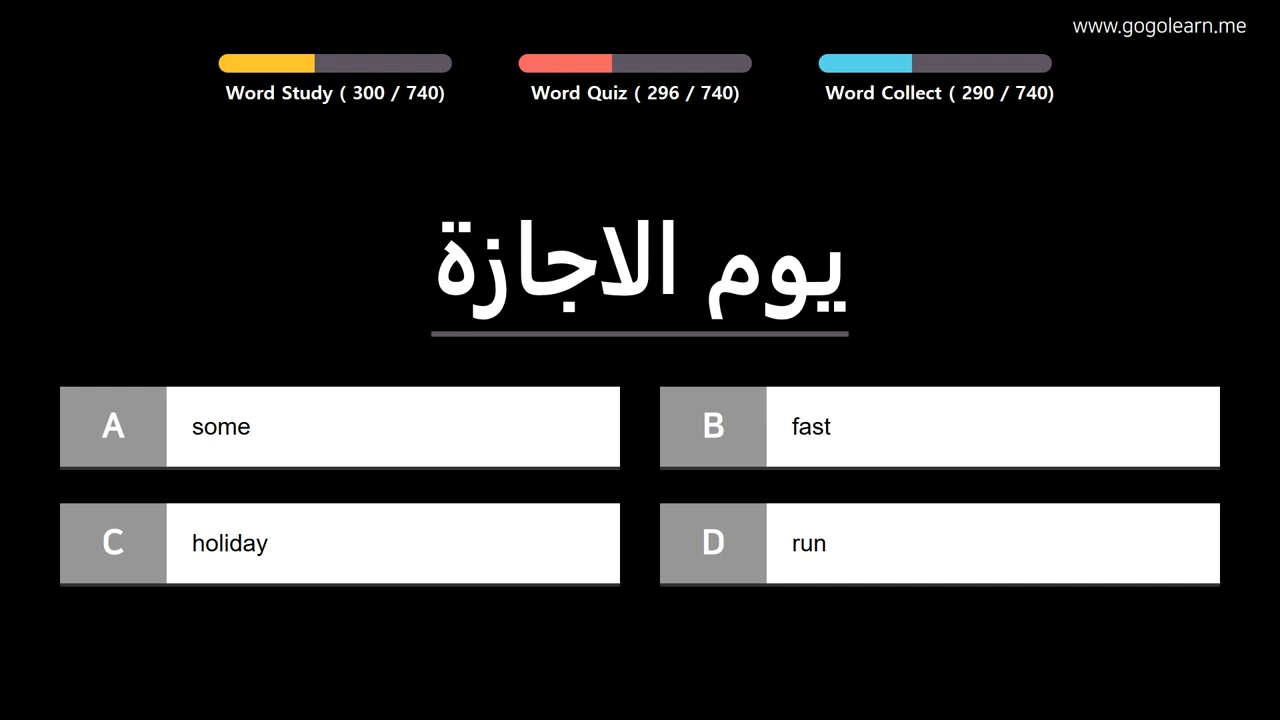 www.gogolearn.me
Word Study ( 300 / 740)
Word Quiz ( 296 / 740)
Word Collect ( 290 / 740)
يوم الاجازة
A some
B fast
C holiday
D run